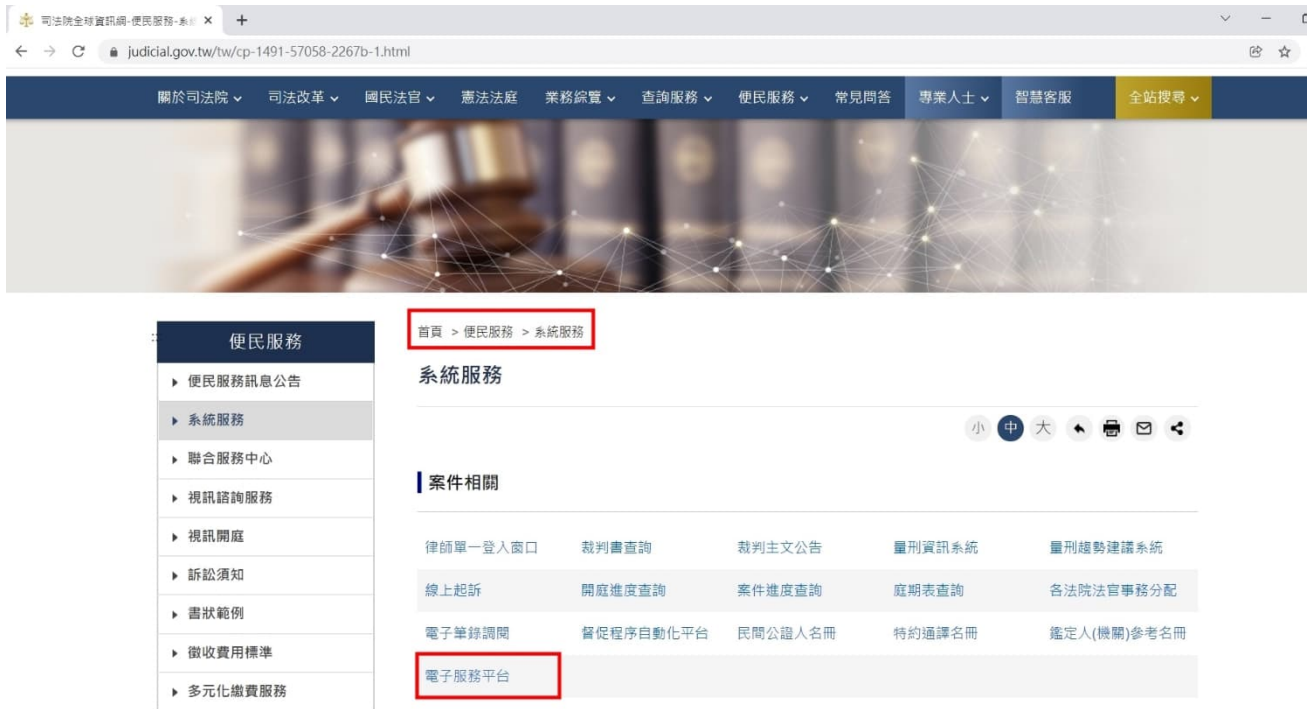 司法院全球資訊網-便民服務-系
judicial.gov.tw/tw/cp-1491-57058-2267b-1.html
關於司法院 司法改革 國民法官 憲法法庭 業務綜覽 查詢服務 便民服務 常見問答 專業人士 智慧客服 全站搜尋
首頁 > 便民服務 > 系統服務
便民服務
便民服務訊息公告
系統服務
聯合服務中心
視訊諮詢服務
視訊開庭
訴訟須知
書狀範例
徵收費用標準
多元化繳費服務
系統服務
小 中 大
案件相關
律師單一登入窗口 裁判書查詢 裁判主文公告 量刑資訊系統 量刑趨勢建議系統
線上起訴 開庭進度查詢 案件進度查詢 庭期表查詢 各法院法官事務分配
電子筆錄調閱 督促程序自動化平台 民間公證人名冊 特約通譯名冊 鑑定人(機關)參考名冊
電子服務平台